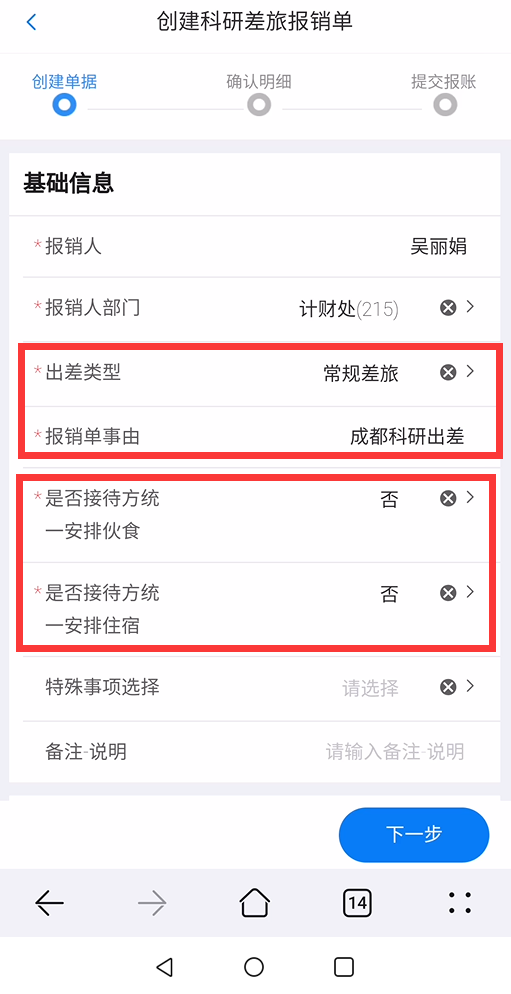 创建科研差旅报销单
创建单据 确认明细 提交报账
基础信息
*报销人 吴丽娟
*报销人部门 计财处(215)
*出差类型 常规差旅
*报销单事由 成都科研出差
*是否接待方统 否
一安排伙食
*是否接待方统 否
一安排住宿
特殊事项选择 请选择
备注-说明 请输入备注-说明
下一步
14